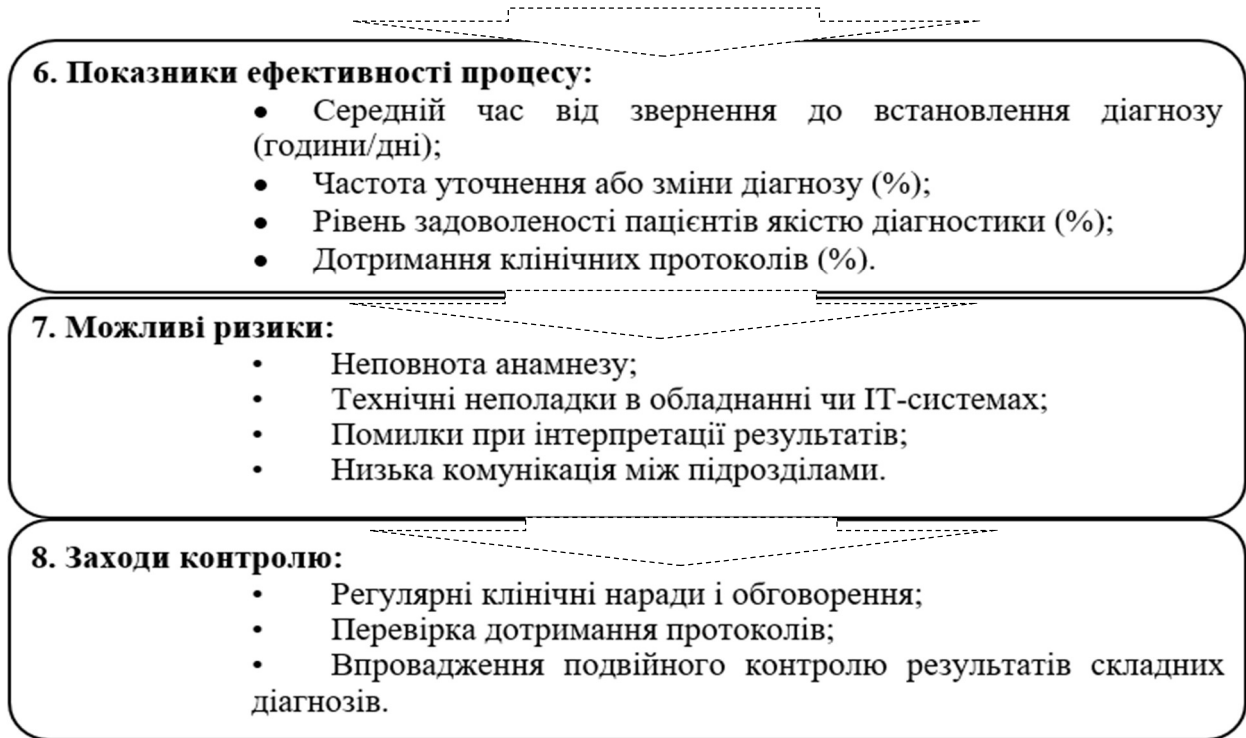 6. Показники ефективності процесу:
● Середній час від звернення до встановлення діагнозу
(години/дні);
● Частота уточнення або зміни діагнозу (%);
● Рівень задоволеності пацієнтів якістю діагностики (%);
● Дотримання клінічних протоколів (%).
7. Можливі ризики:
• Неповнота анамнезу;
• Технічні неполадки в обладнанні чи ІТ-системах;
• Помилки при інтерпретації результатів;
• Низька комунікація між підрозділами.
8. Заходи контролю:
• Регулярні клінічні наради і обговорення;
• Перевірка дотримання протоколів;
• Впровадження подвійного контролю результатів складних
діагнозів.